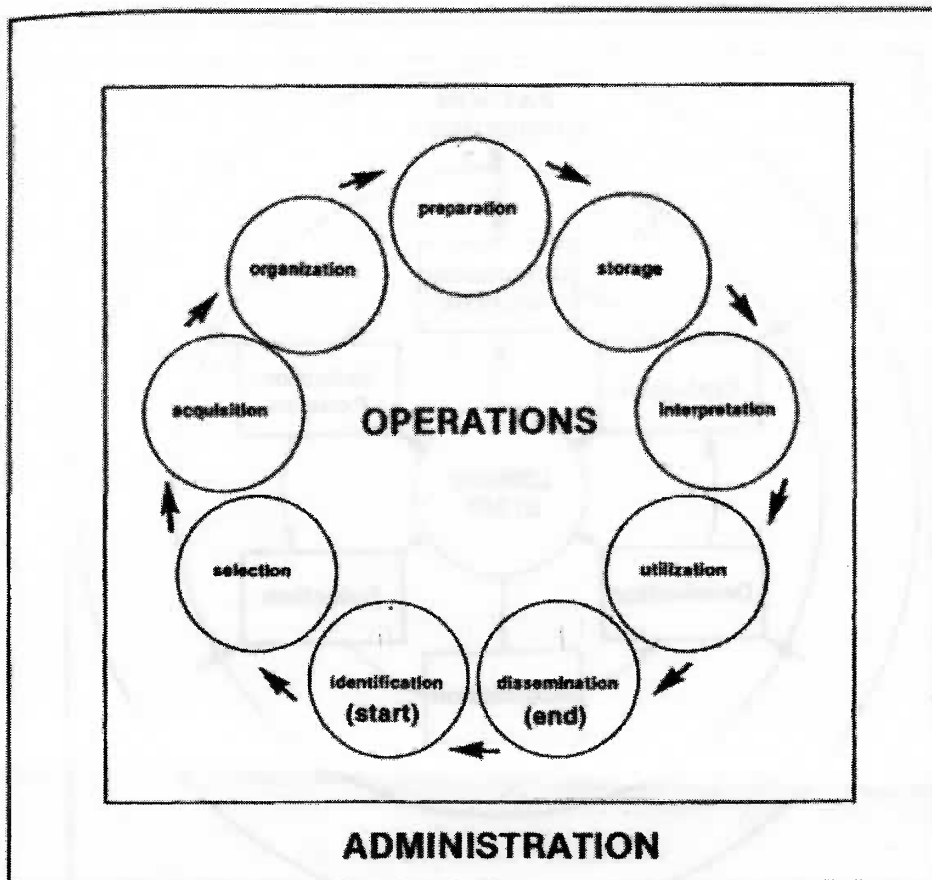 preparation
organization
storage
acquisition
OPERATIONS
interpretation
selection
utilization
identification
(start)
dissemination
(end)
ADMINISTRATION